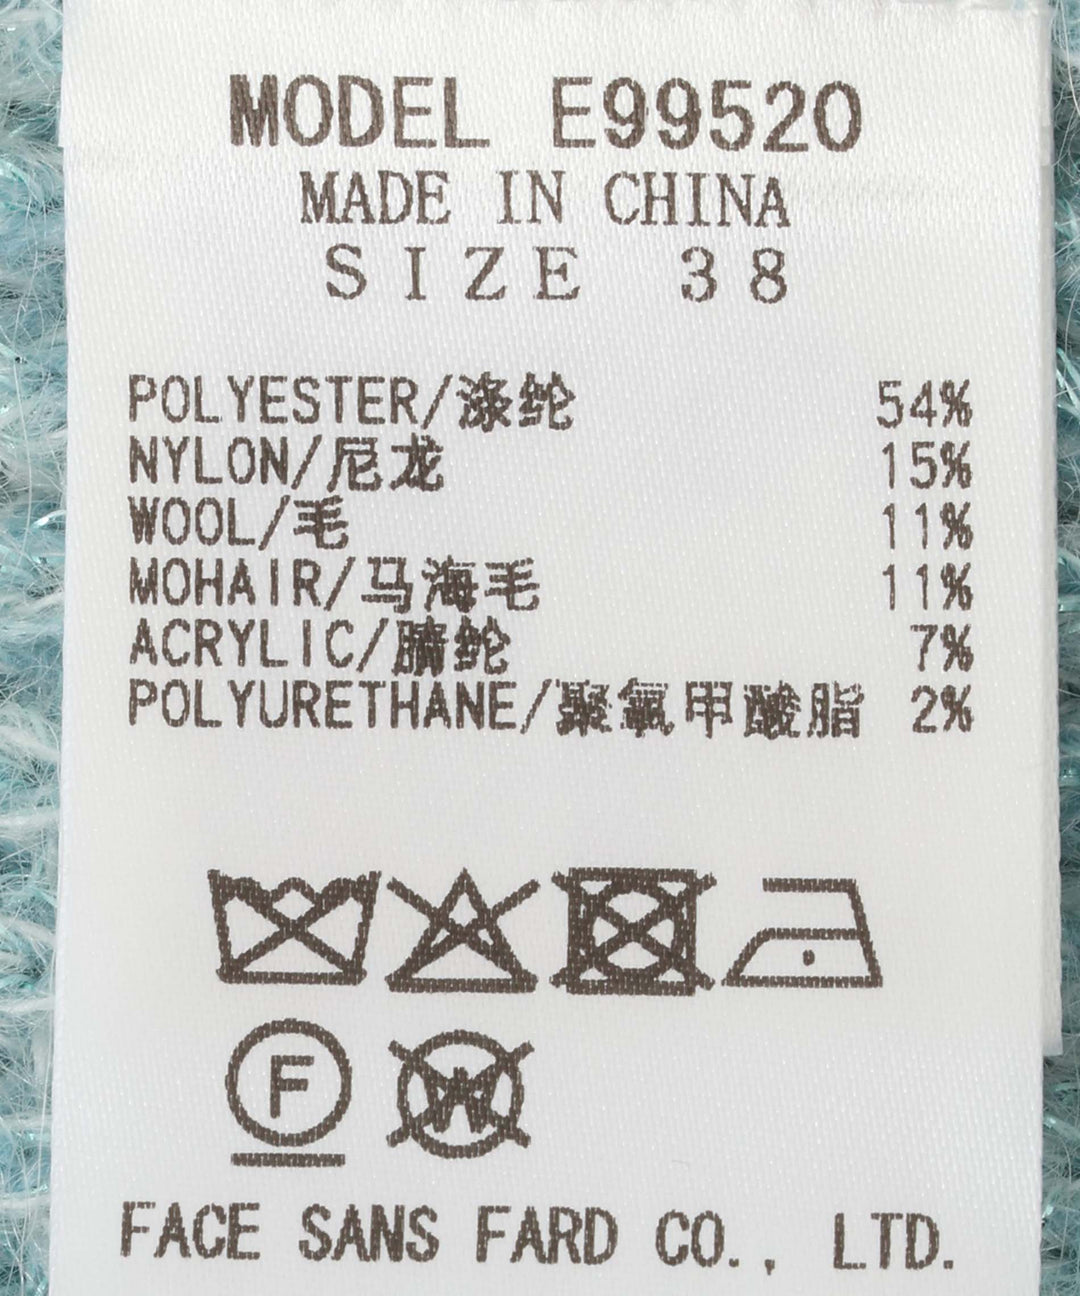 MODEL E99520
MADE IN CHINA
SIZE 38
POLYESTER/涤纶 54%
NYLON/尼龙 15%
WOOL/毛 11%
MOHAIR/马海毛 11%
ACRYLIC/腈纶 7%
POLYURETHANE/聚氨甲酸脂 2%
F
W
FACE SANS FARD CO., LTD.